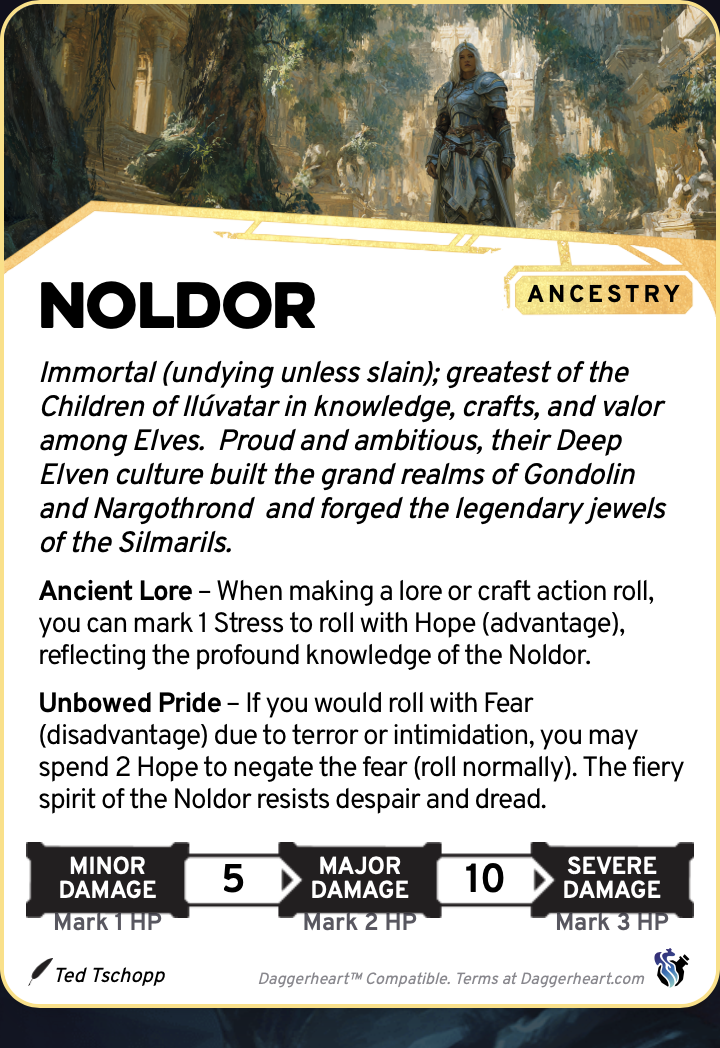 NOLDOR
ANCESTRY
Immortal (undying unless slain); greatest of the
Children of Ilúvatar in knowledge, crafts, and valor
among Elves.  Proud and ambitious, their Deep
Elven culture built the grand realms of Gondolin
and Nargothrond  and forged the legendary jewels
of the Silmarils.
Ancient Lore – When making a lore or craft action roll,
you can mark 1 Stress to roll with Hope (advantage),
reflecting the profound knowledge of the Noldor.
Unbowed Pride – If you would roll with Fear
(disadvantage) due to terror or intimidation, you may
spend 2 Hope to negate the fear (roll normally). The fiery
spirit of the Noldor resists despair and dread.
MINOR
DAMAGE
Mark 1 HP
5
MAJOR
DAMAGE
Mark 2 HP
10
SEVERE
DAMAGE
Mark 3 HP
Ted Tschopp
Daggerheart™ Compatible. Terms at Daggerheart.com